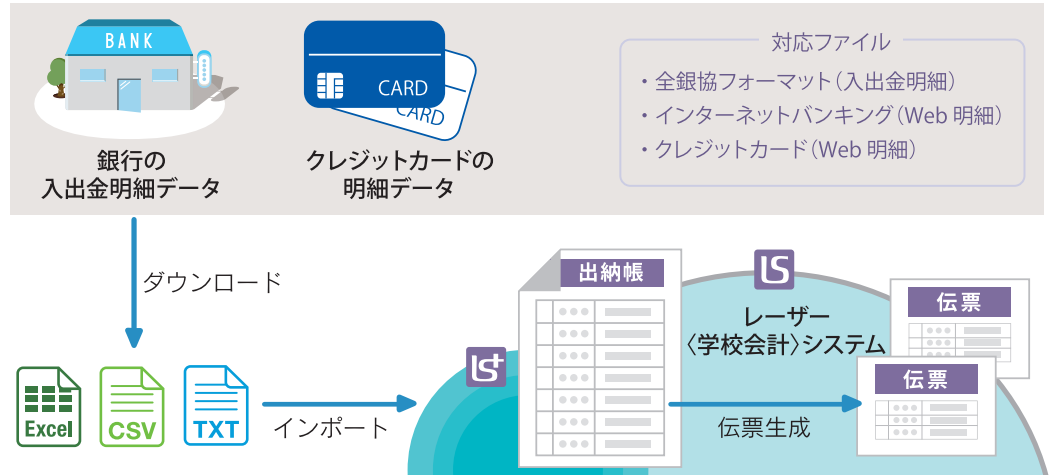 BANK
CARD
CARD
銀行の
入出金明細データ
クレジットカードの
明細データ
対応ファイル
・全銀協フォーマット(入出金明細)
・インターネットバンキング(Web 明細)
・クレジットカード(Web 明細)
ダウンロード
Excel
CSV
TXT
インポート
LS+
出納帳
LS
レーザー
〈学校会計〉システム
伝票生成
伝票
伝票